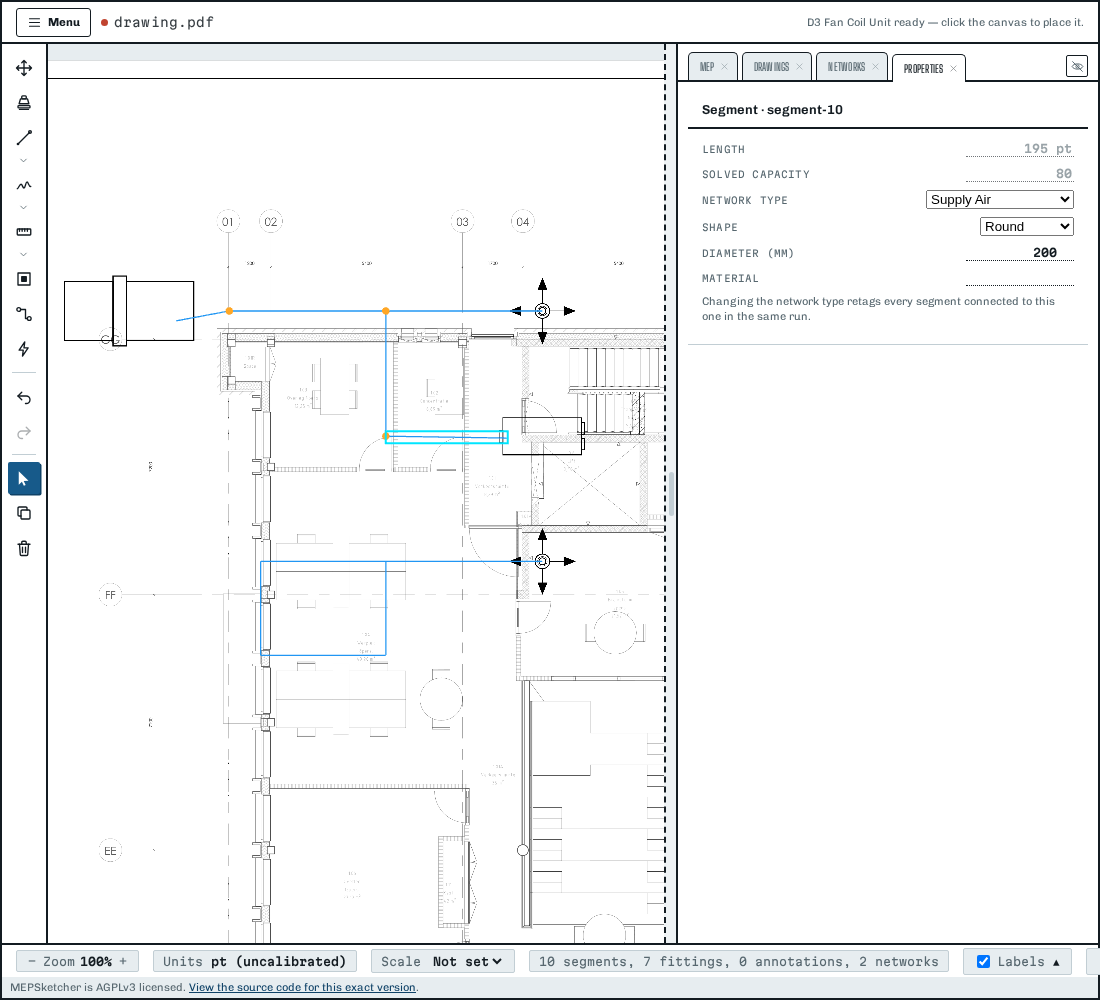 Menu
drawing.pdf
D3 Fan Coil Unit ready — click the canvas to place it.
MEP ×
DRAWINGS ×
NETWORKS ×
PROPERTIES ×
Segment · segment-10
LENGTH 195 pt
SOLVED CAPACITY 80
NETWORK TYPE Supply Air
SHAPE Round
DIAMETER (MM) 200
MATERIAL
Changing the network type retags every segment connected to this
one in the same run.
01 02 03 04
GG
FF
EE
− Zoom 100% +
Units pt (uncalibrated)
Scale Not set
10 segments, 7 fittings, 0 annotations, 2 networks
Labels ▲
MEPSketcher is AGPLv3 licensed. View the source code for this exact version.